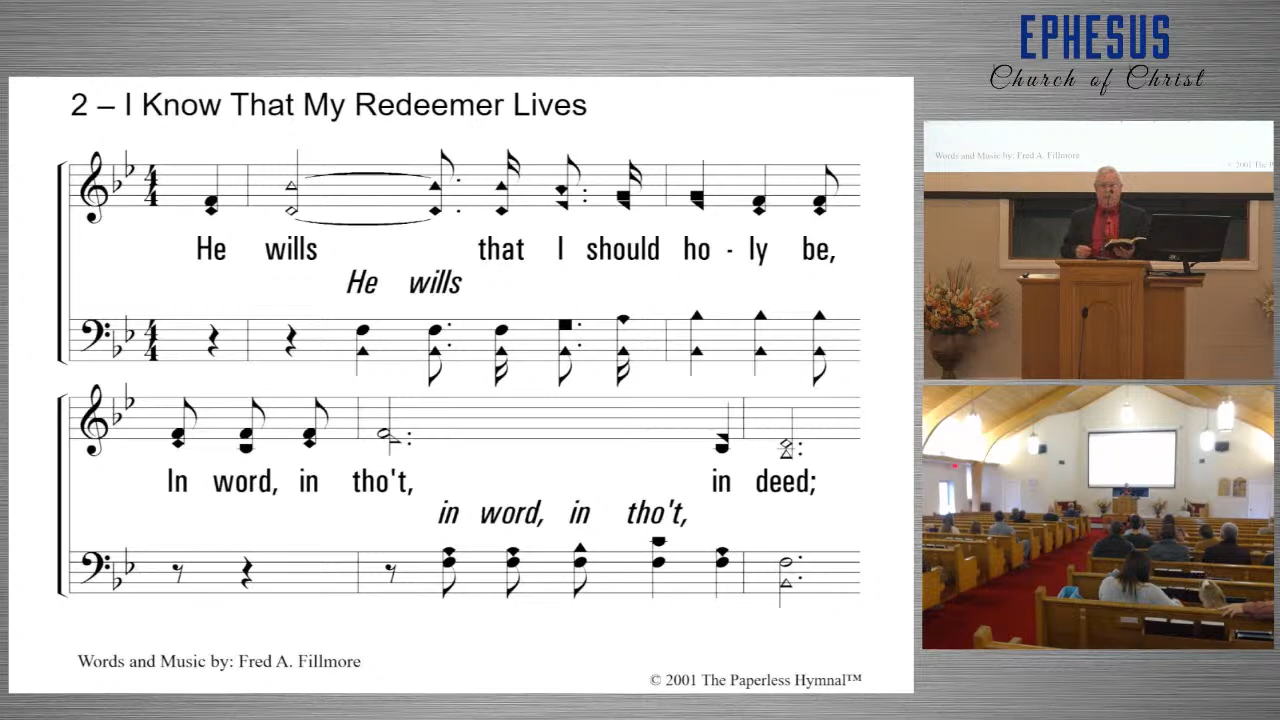 EPHESUS
Church of Christ
2 – I Know That My Redeemer Lives
He wills that I should ho - ly be,
He wills
In word, in tho't, in deed;
in word, in tho't,
Words and Music by: Fred A. Fillmore
© 2001 The Paperless Hymnal™
Words and Music by: Fred A. Fillmore
© 2001 The P